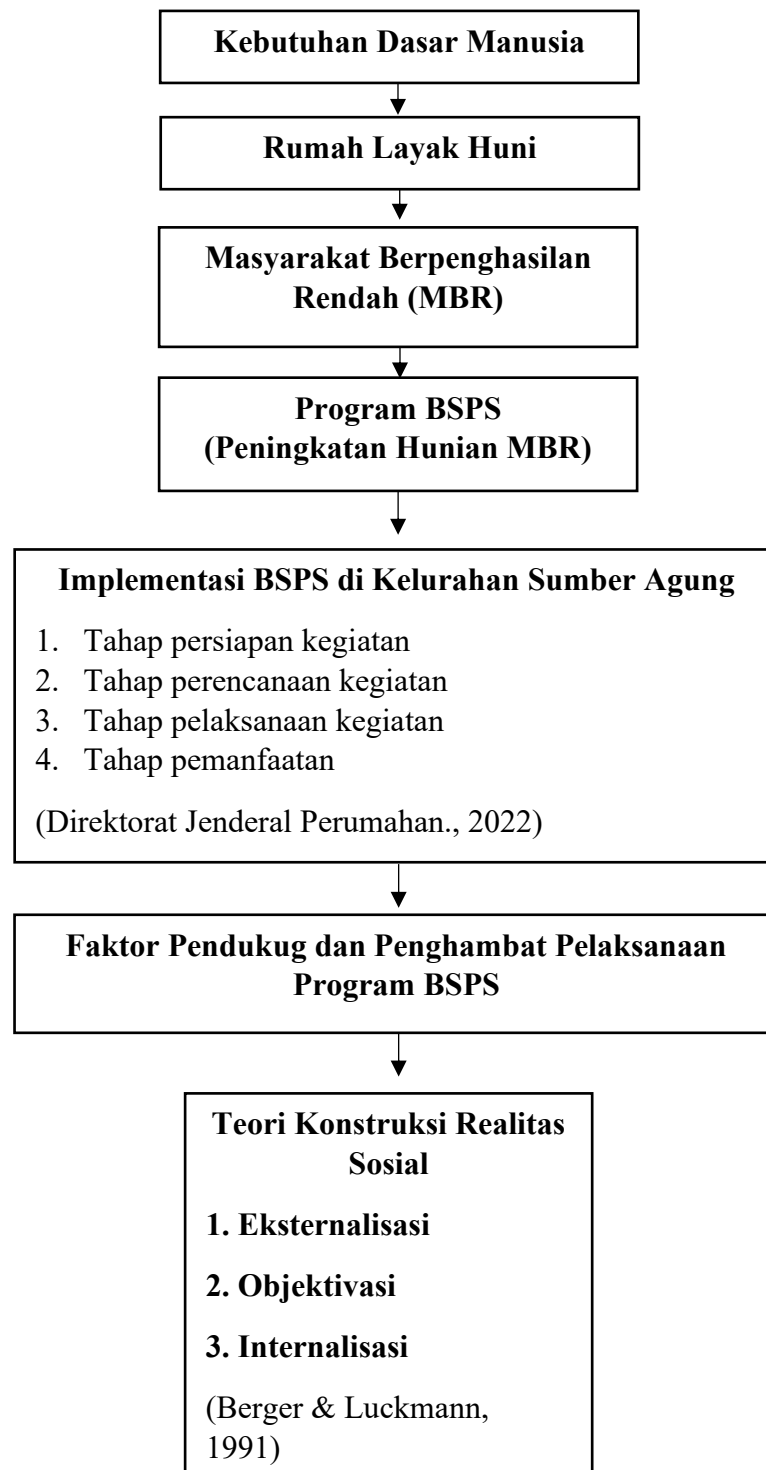 Kebutuhan Dasar Manusia
Rumah Layak Huni
Masyarakat Berpenghasilan
Rendah (MBR)
Program BSPS
(Peningkatan Hunian MBR)
Implementasi BSPS di Kelurahan Sumber Agung
1. Tahap persiapan kegiatan
2. Tahap perencanaan kegiatan
3. Tahap pelaksanaan kegiatan
4. Tahap pemanfaatan
(Direktorat Jenderal Perumahan., 2022)
Faktor Pendukug dan Penghambat Pelaksanaan
Program BSPS
Teori Konstruksi Realitas
Sosial
1. Eksternalisasi
2. Objektivasi
3. Internalisasi
(Berger & Luckmann,
1991)